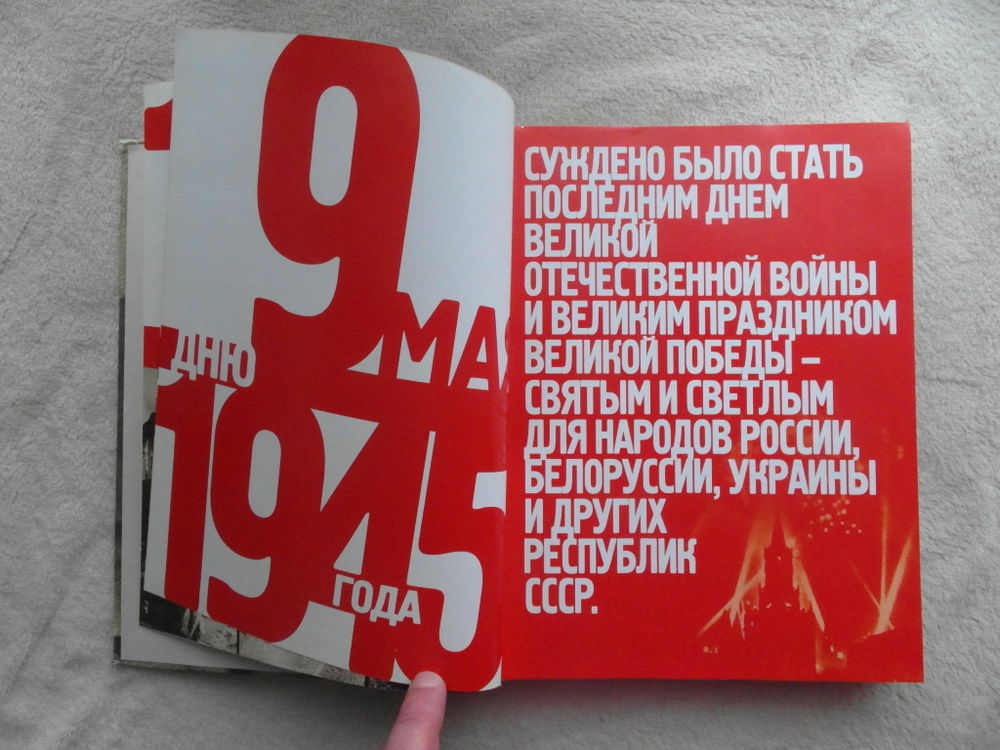 9
ДНЮ МА
1945
ГОДА
СУЖДЕНО БЫЛО СТАТЬ
ПОСЛЕДНИМ ДНЕМ
ВЕЛИКОЙ
ОТЕЧЕСТВЕННОЙ ВОЙНЫ
И ВЕЛИКИМ ПРАЗДНИКОМ
ВЕЛИКОЙ ПОБЕДЫ –
СВЯТЫМ И СВЕТЛЫМ
ДЛЯ НАРОДОВ РОССИИ,
БЕЛОРУССИИ, УКРАИНЫ
И ДРУГИХ
РЕСПУБЛИК
СССР.